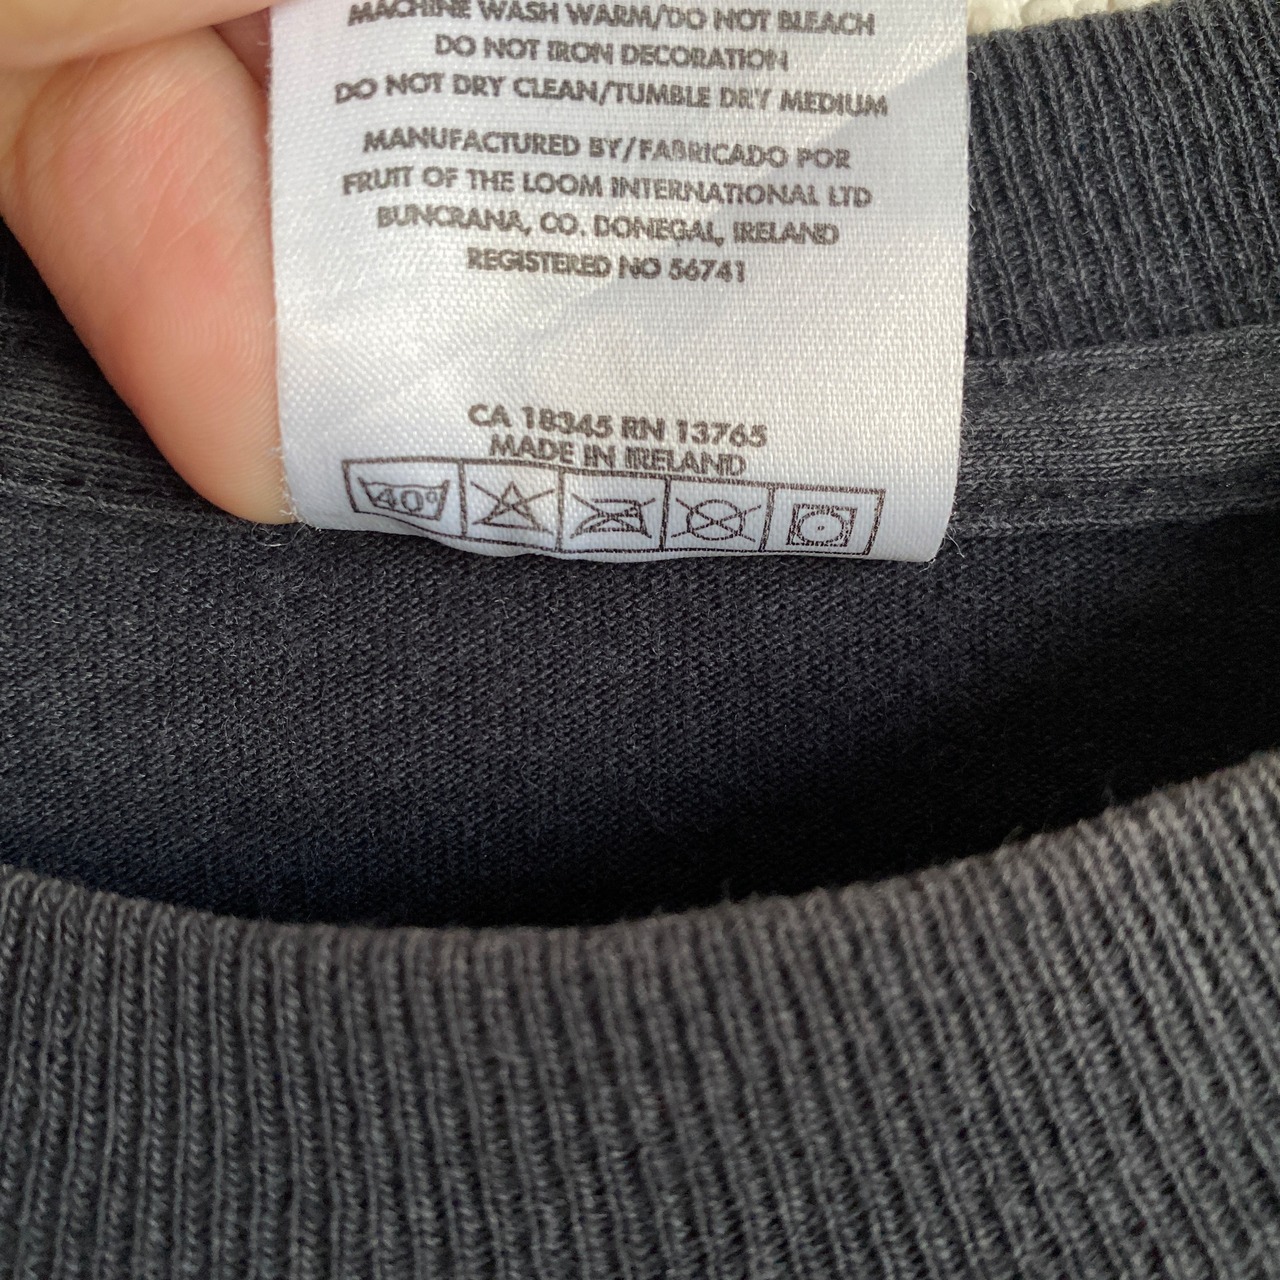 MACHINE WASH WARM/DO NOT BLEACH
DO NOT IRON DECORATION
DO NOT DRY CLEAN/TUMBLE DRY MEDIUM
MANUFACTURED BY/FABRICADO POR
FRUIT OF THE LOOM INTERNATIONAL LTD
BUNCRANA, CO. DONEGAL, IRELAND
REGISTERED NO 56741
CA 18345 RN 13765
MADE IN IRELAND
40°